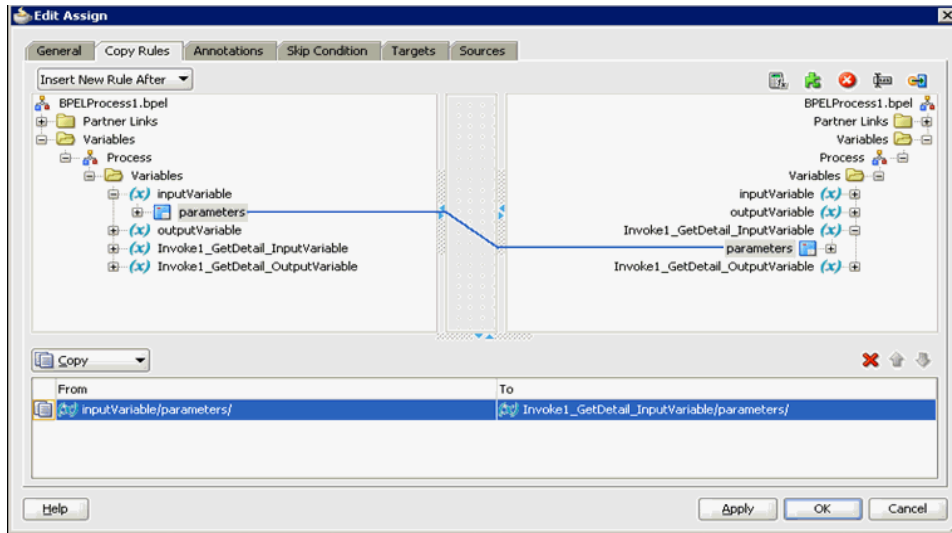 Edit Assign
General Copy Rules Annotations Skip Condition Targets Sources
Insert New Rule After
BPELProcess1.bpel
Partner Links
Variables
Process
Variables
(x) inputVariable
parameters
(x) outputVariable
(x) Invoke1_GetDetail_InputVariable
(x) Invoke1_GetDetail_OutputVariable
BPELProcess1.bpel
Partner Links
Variables
Process
Variables
inputVariable (x)
outputVariable (x)
Invoke1_GetDetail_InputVariable (x)
parameters
Invoke1_GetDetail_OutputVariable (x)
Copy
From To
inputVariable/parameters/ Invoke1_GetDetail_InputVariable/parameters/
Help Apply OK Cancel